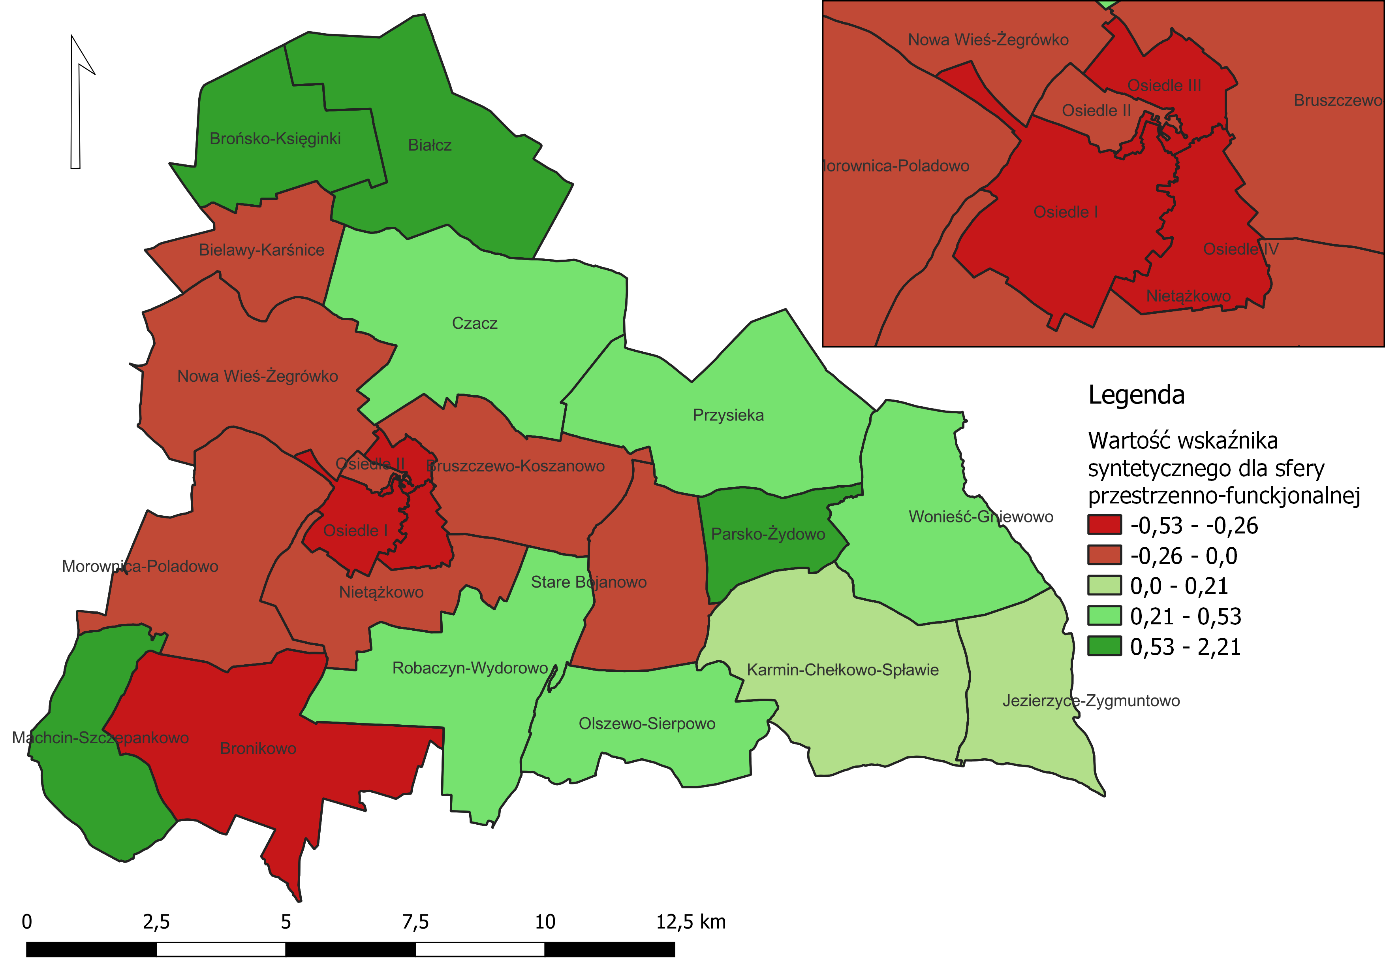 Nowa Wieś-Żegrówko
Osiedle III
Osiedle II
Bruszczewo
orownica-Poladowo
Osiedle I
Osiedle IV
Nietążkowo
Brońsko-Księginki
Białcz
Bielawy-Karśnice
Czacz
Nowa Wieś-Żegrówko
Przysieka
Osiedle II
Bruszczewo-Koszanowo
Osiedle I
Parsko-Żydowo
Wonieść-Gniewowo
Morownica-Poladowo
Nietążkowo
Stare Bojanowo
Robaczyn-Wydorowo
Karmin-Chełkowo-Spławie
Jezierzyce-Zygmuntowo
Olszewo-Sierpowo
Machcin-Szczepankowo
Bronikowo
Legenda
Wartość wskaźnika
syntetycznego dla sfery
przestrzenno-funckjonalnej
-0,53 - -0,26
-0,26 - 0,0
0,0 - 0,21
0,21 - 0,53
0,53 - 2,21
0 2,5 5 7,5 10 12,5 km